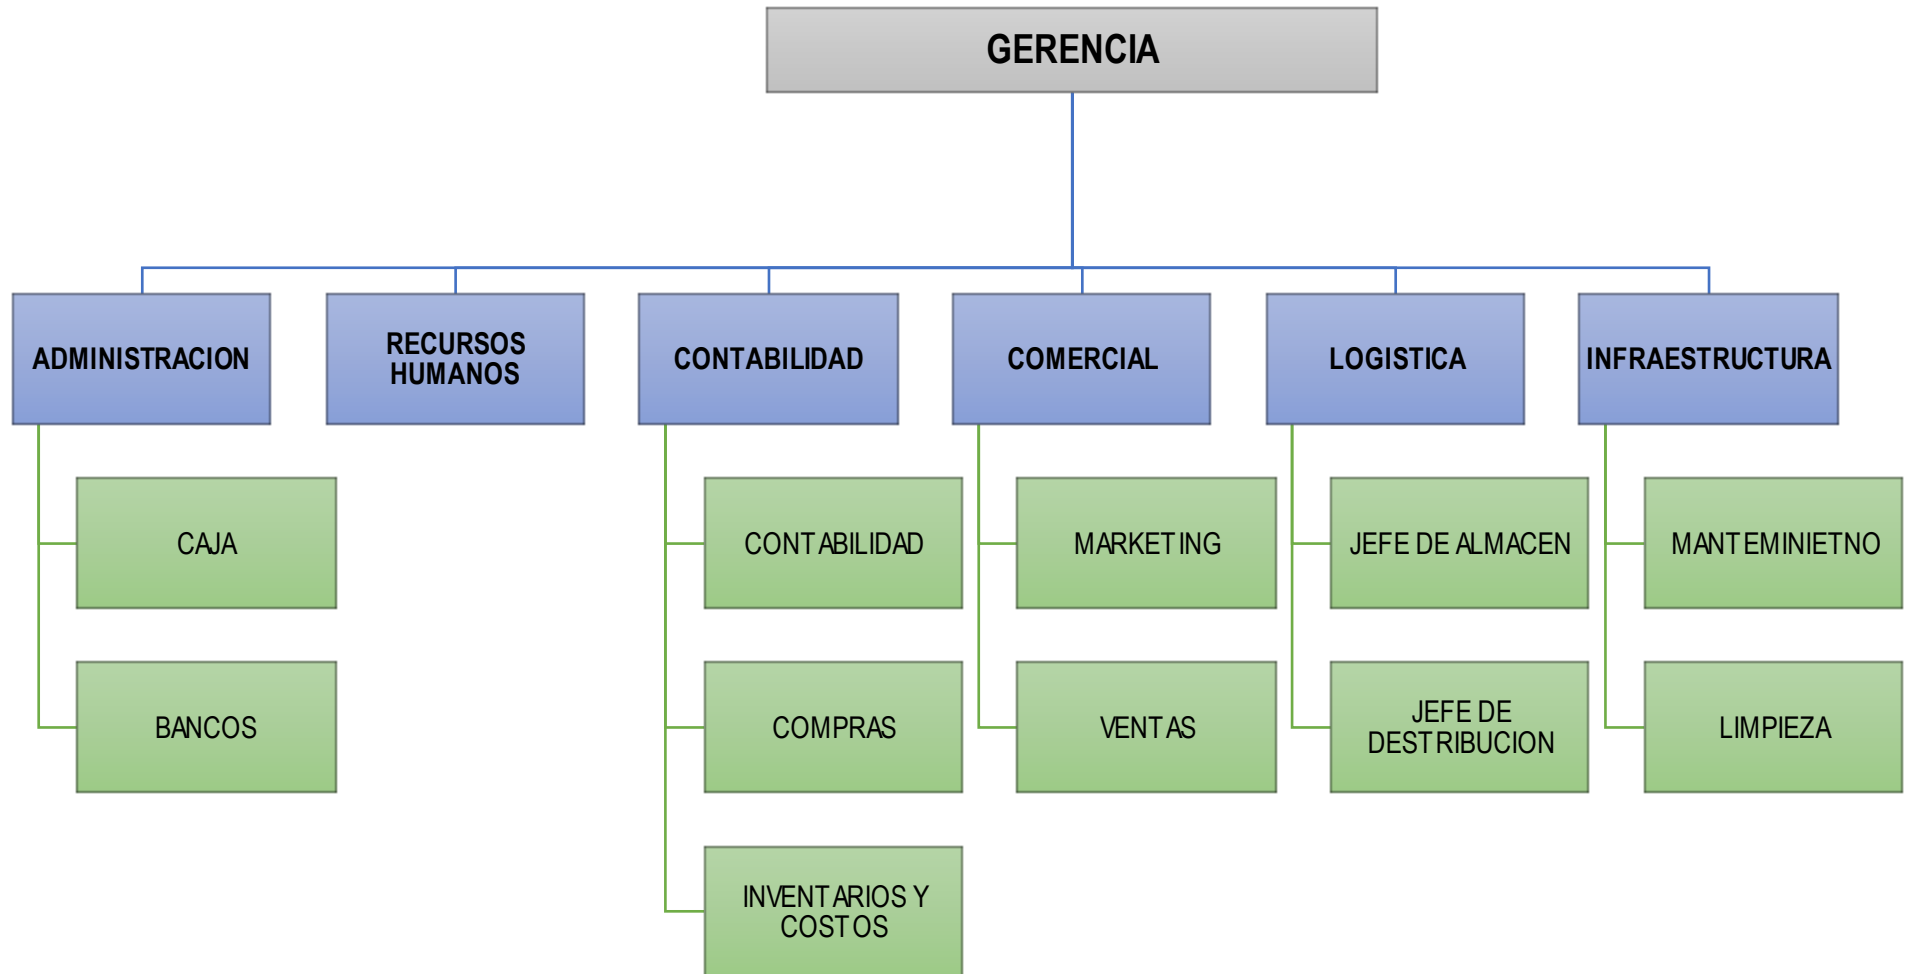 GERENCIA
ADMINISTRACION
RECURSOS
HUMANOS
CONTABILIDAD
COMERCIAL
LOGISTICA
INFRAESTRUCTURA
CAJA
CONTABILIDAD
MARKETING
JEFE DE ALMACEN
MANTEMINIETNO
BANCOS
COMPRAS
VENTAS
JEFE DE
DESTRIBUCION
LIMPIEZA
INVENTARIOS Y
COSTOS